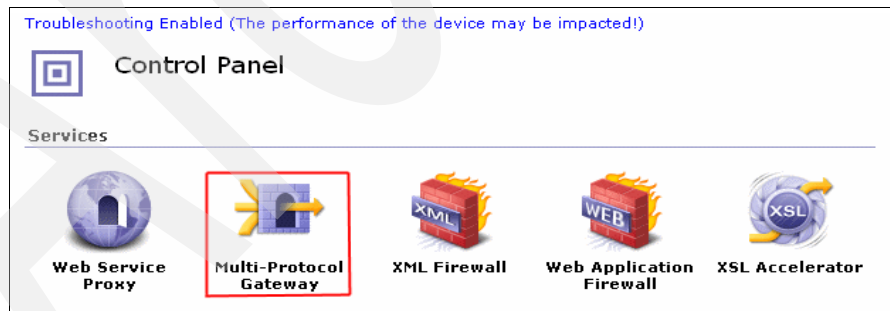 Troubleshooting Enabled (The performance of the device may be impacted!)
Control Panel
Services
XML
WEB
XSL
Web Service
Proxy
Multi-Protocol
Gateway
XML Firewall
Web Application
Firewall
XSL Accelerator